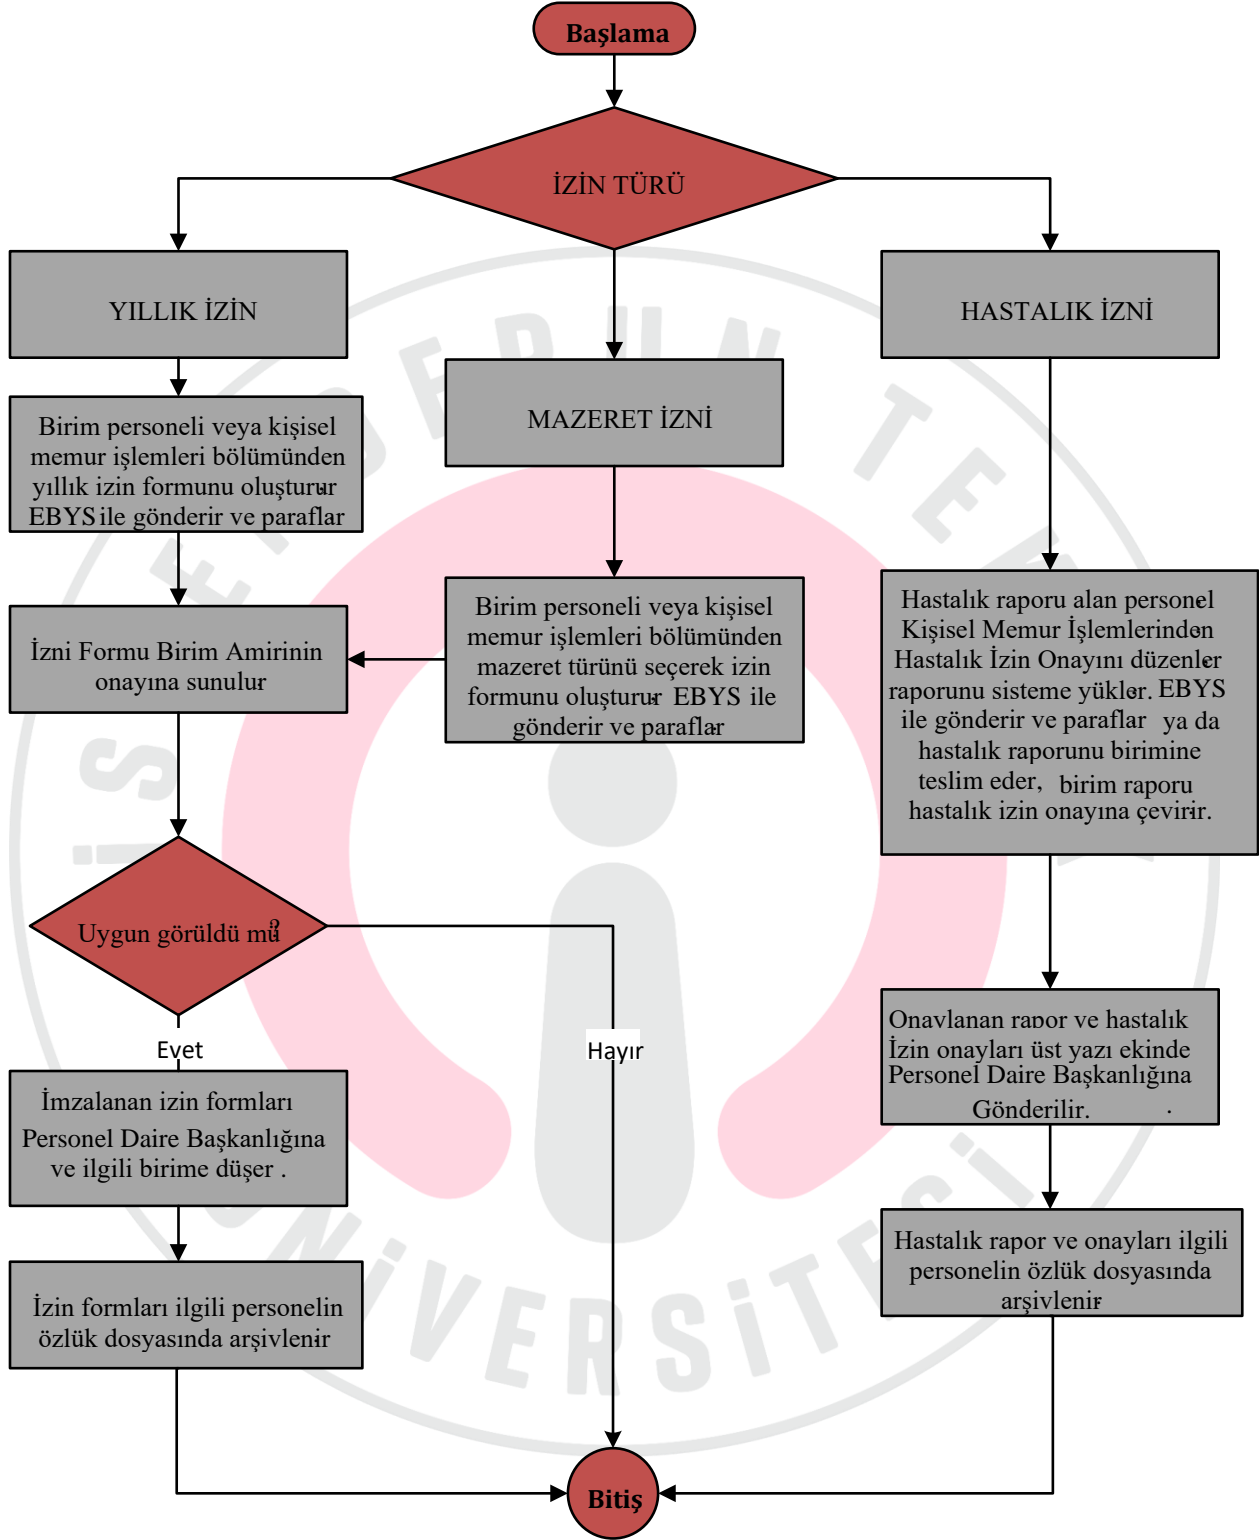 Başlama
İZİN TÜRÜ
YILLIK İZİN
MAZERET İZNİ
HASTALIK İZNİ
Birim personeli veya kişisel
memur işlemleri bölümünden
yıllık izin formunu oluşturur,
EBYS ile gönderir ve paraflar
Birim personeli veya kişisel
memur işlemleri bölümünden
mazeret türünü seçerek izin
formunu oluşturur, EBYS ile
gönderir ve paraflar.
Hastalık raporu alan personel,
Kişisel Memur İşlemlerinden
Hastalık İzin Onayını düzenler,
raporunu sisteme yükler. EBYS
ile gönderir ve paraflar ya da
hastalık raporunu birimine
teslim eder, birim raporu
hastalık izin onayına çevirir.
İzni Formu Birim Amirinin
onayına sunulur.
Uygun görüldü mü?
Evet
Hayır
İmzalanan izin formları
Personel Daire Başkanlığına
ve ilgili birime düşer .
İzin formları ilgili personelin
özlük dosyasında arşivlenir.
Onaylanan rapor ve hastalık
İzin onayları üst yazı ekinde
Personel Daire Başkanlığına
Gönderilir. .
Hastalık rapor ve onayları ilgili
personelin özlük dosyasında
arşivlenir.
Bitiş
ÜNİVERSİTESİ